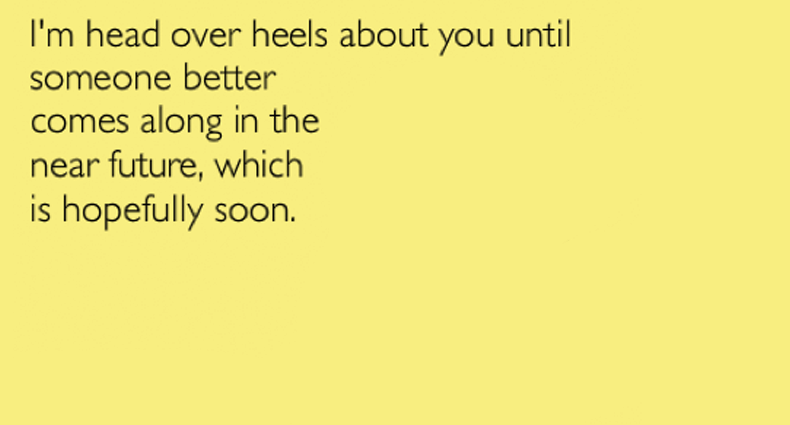 I'm head over heels about you until
someone better
comes along in the
near future, which
is hopefully soon.